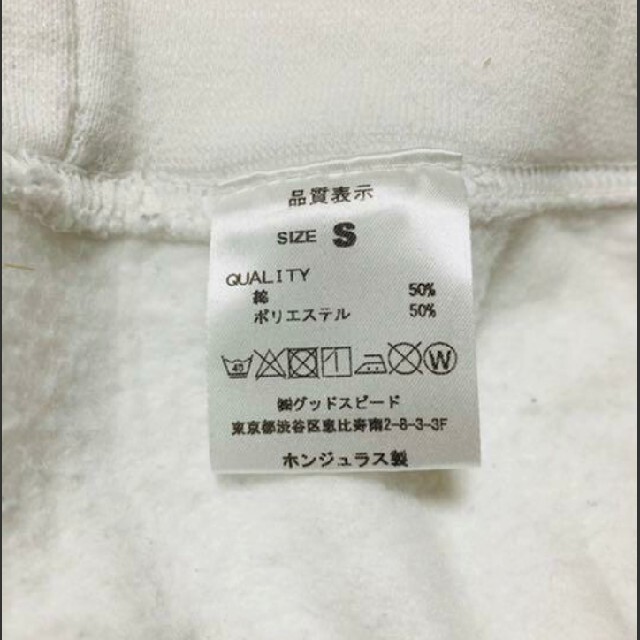 品質表示
SIZE S
QUALITY
綿 50%
ポリエステル 50%
40 W
㈱グッドスピード
東京都渋谷区恵比寿南2-8-3-3F
ホンジュラス製